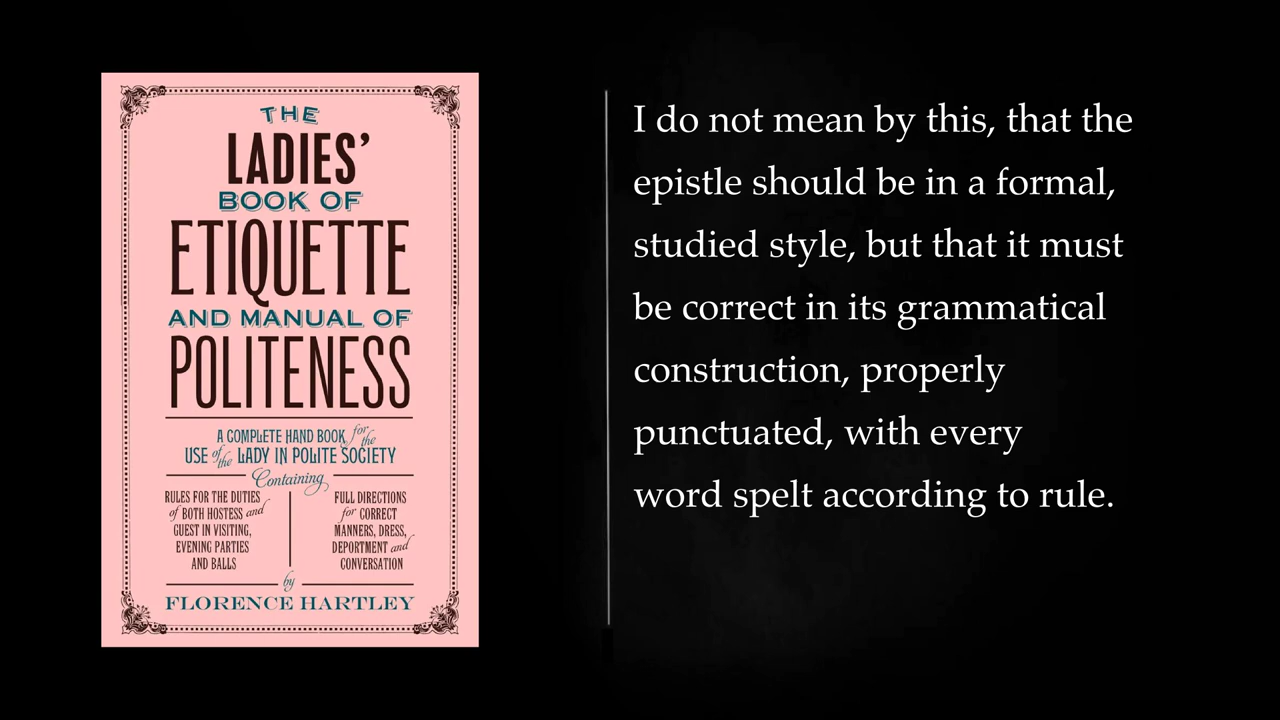 THE
LADIES'
BOOK OF
ETIQUETTE
AND MANUAL OF
POLITENESS
A COMPLETE HAND BOOK for the
USE of the LADY IN POLITE SOCIETY
Containing
RULES FOR THE DUTIES
of BOTH HOSTESS and
GUEST IN VISITING,
EVENING PARTIES
AND BALLS
FULL DIRECTIONS
for CORRECT
MANNERS, DRESS,
DEPORTMENT and
CONVERSATION
by
FLORENCE HARTLEY
I do not mean by this, that the
epistle should be in a formal,
studied style, but that it must
be correct in its grammatical
construction, properly
punctuated, with every
word spelt according to rule.